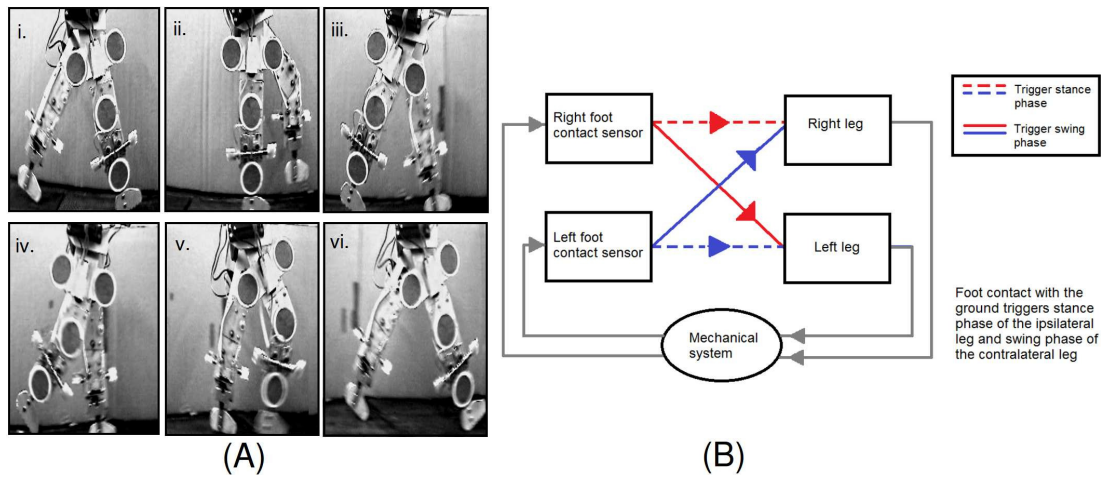 i.
ii.
iii.
iv.
v.
vi.
(A)
Right foot
contact sensor
Right leg
Left foot
contact sensor
Left leg
Mechanical
system
Trigger stance
phase
Trigger swing
phase
Foot contact with the
ground triggers stance
phase of the ipsilateral
leg and swing phase of
the contralateral leg
(B)